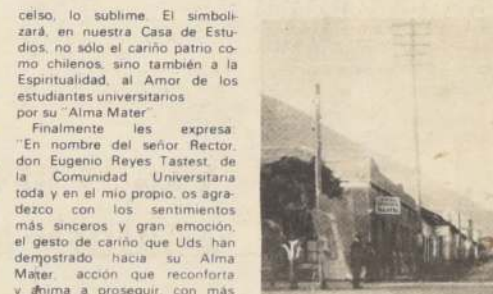 celso, lo sublime. El simboli-
zará, en nuestra Casa de Estu-
dios, no sólo el cariño patrio co-
mo chilenos, sino también a la
Espiritualidad, al Amor de los
estudiantes universitarios
por su "Alma Mater".
Finalmente les expresa:
"En nombre del señor Rector,
don Eugenio Reyes Tastest, de
la Comunidad Universitaria
toda y en el mio propio, os agra-
dezco con los sentimientos
más sinceros y gran emoción,
el gesto de cariño que Uds. han
demostrado hacia su Alma
Mater, acción que reconforta
y anima a proseguir, con más